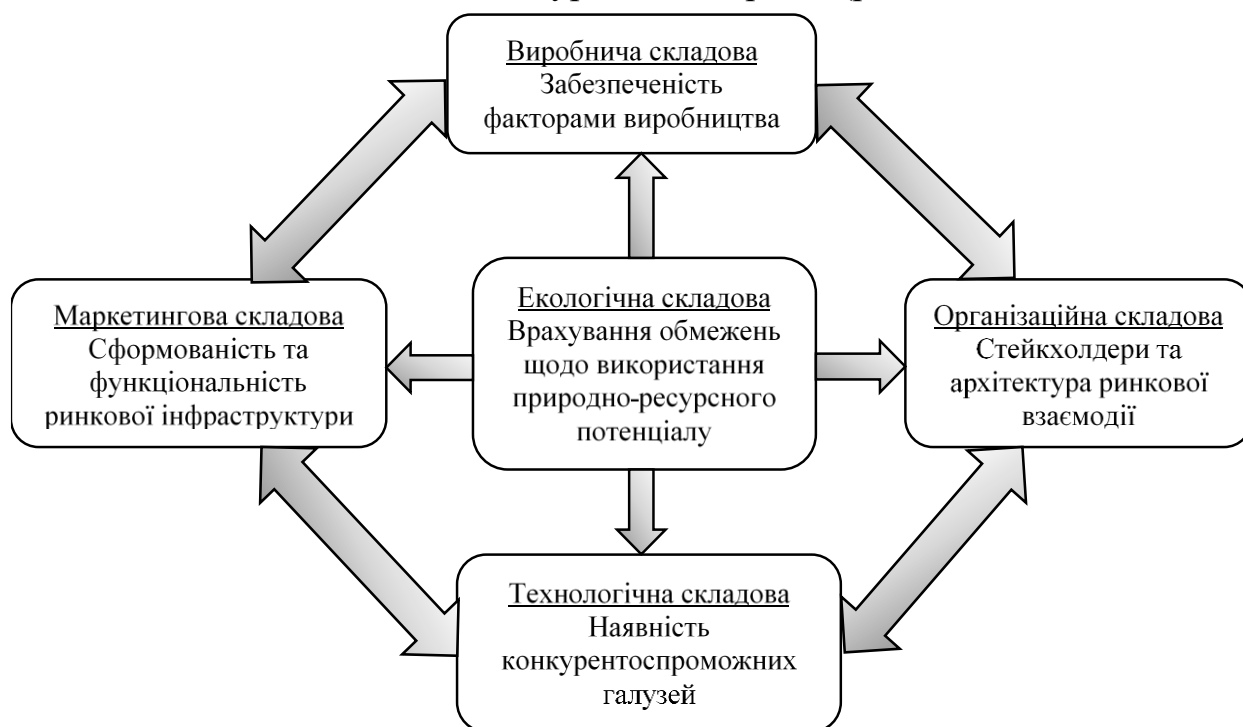 Виробнича складова
Забезпеченість
факторами виробництва
Маркетингова складова
Сформованість та
функціональність
ринкової інфраструктури
Екологічна складова
Врахування обмежень
щодо використання
природно-ресурсного
потенціалу
Організаційна складова
Стейкхолдери та
архітектура ринкової
взаємодії
Технологічна складова
Наявність
конкурентоспроможних
галузей